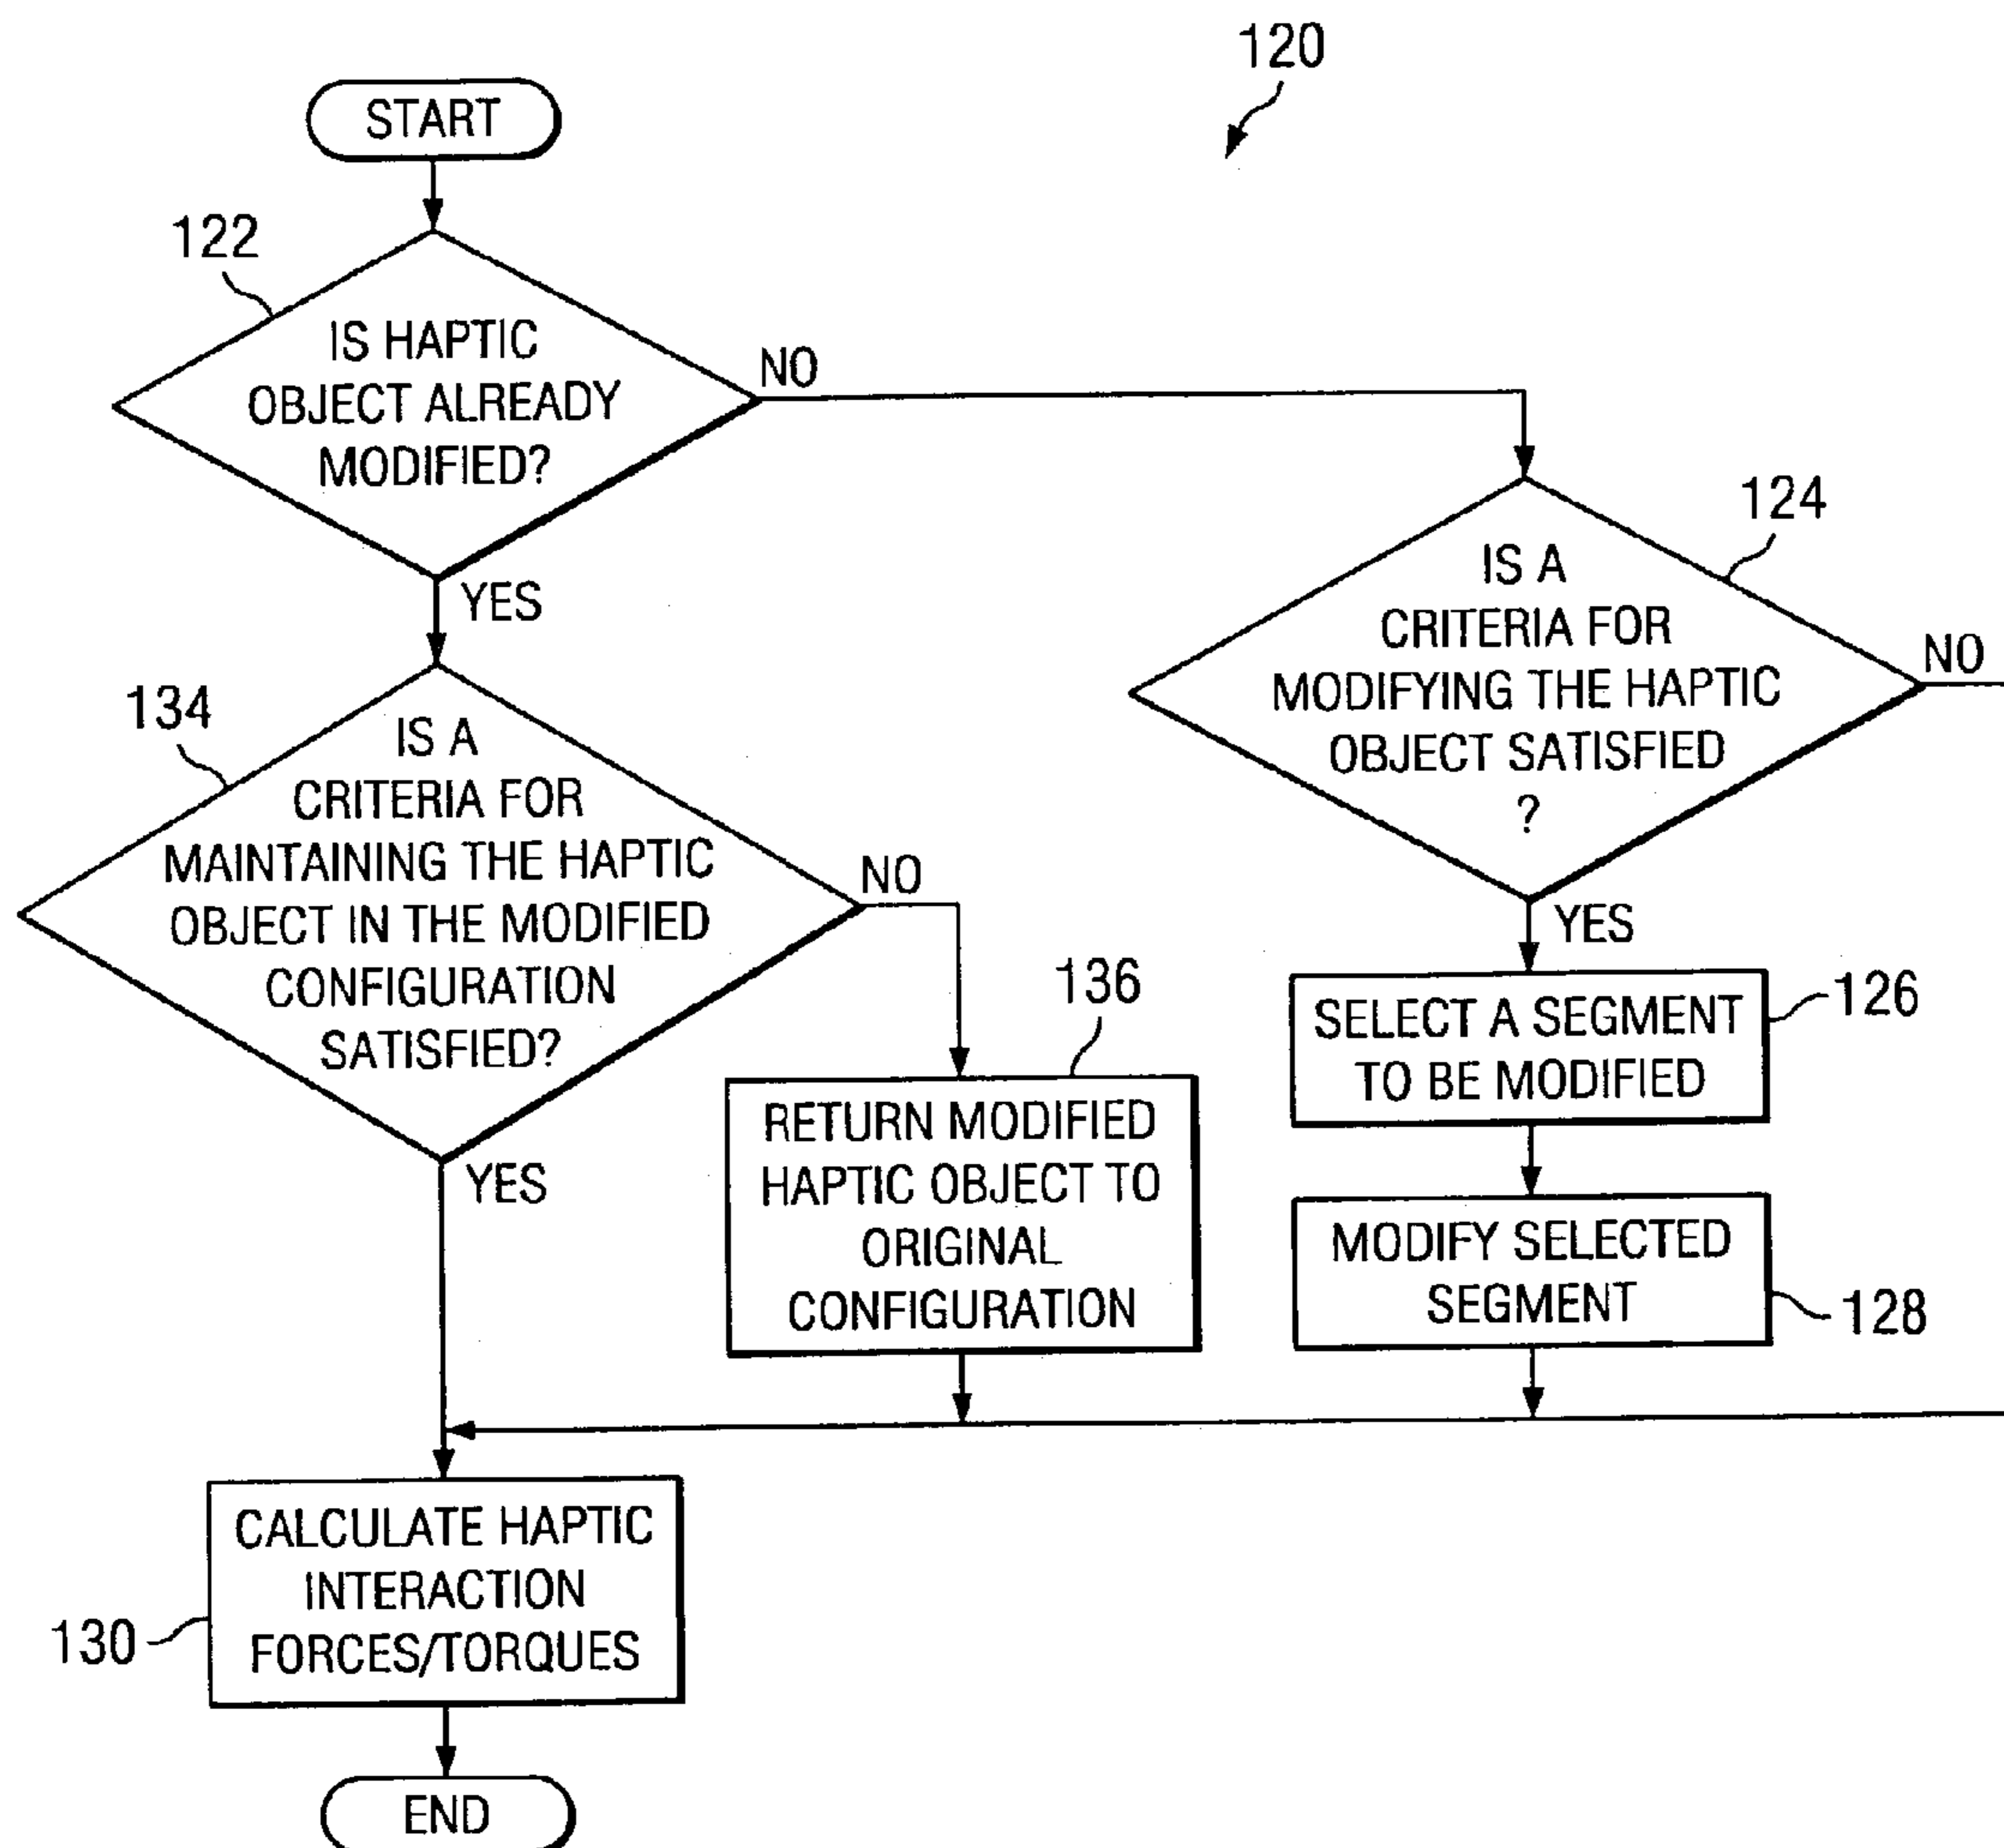 120
START
122
IS HAPTIC
OBJECT ALREADY
MODIFIED?
NO
YES
124
IS A
CRITERIA FOR
MODIFYING THE HAPTIC
OBJECT SATISFIED
?
NO
YES
134
IS A
CRITERIA FOR
MAINTAINING THE HAPTIC
OBJECT IN THE MODIFIED
CONFIGURATION
SATISFIED?
NO
YES
136
RETURN MODIFIED
HAPTIC OBJECT TO
ORIGINAL
CONFIGURATION
126
SELECT A SEGMENT
TO BE MODIFIED
MODIFY SELECTED
SEGMENT
128
CALCULATE HAPTIC
INTERACTION
FORCES/TORQUES
130
END